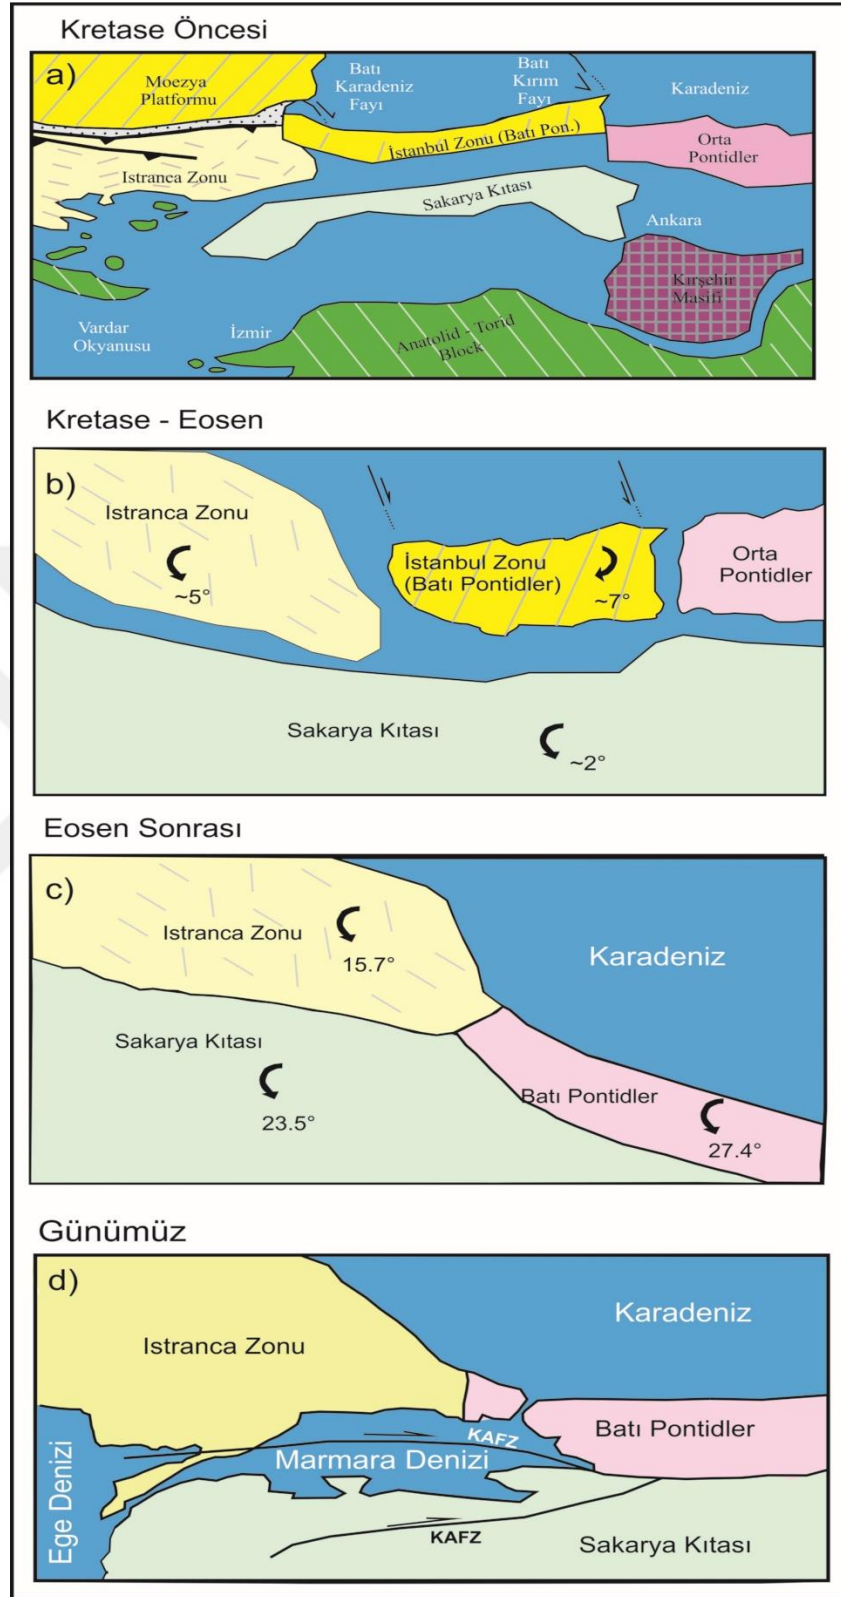 Kretase Öncesi
a)
Moezya
Platformu
Batı
Karadeniz
Fayı
Batı
Kırım
Fayı
Karadeniz
İstanbul Zonu (Batı Pon.)
Orta
Pontidler
Istranca Zonu
Sakarya Kıtası
Ankara
Kırşehir
Masifi
Vardar
Okyanusu
İzmir
Anatolid - Torid
Block
Kretase - Eosen
b)
Istranca Zonu
~5°
İstanbul Zonu
(Batı Pontidler)
~7°
Orta
Pontidler
Sakarya Kıtası
~2°
Eosen Sonrası
c)
Istranca Zonu
15.7°
Karadeniz
Sakarya Kıtası
23.5°
Batı Pontidler
27.4°
Günümüz
d)
Istranca Zonu
Karadeniz
Batı Pontidler
KAFZ
Marmara Denizi
Ege Denizi
KAFZ
Sakarya Kıtası